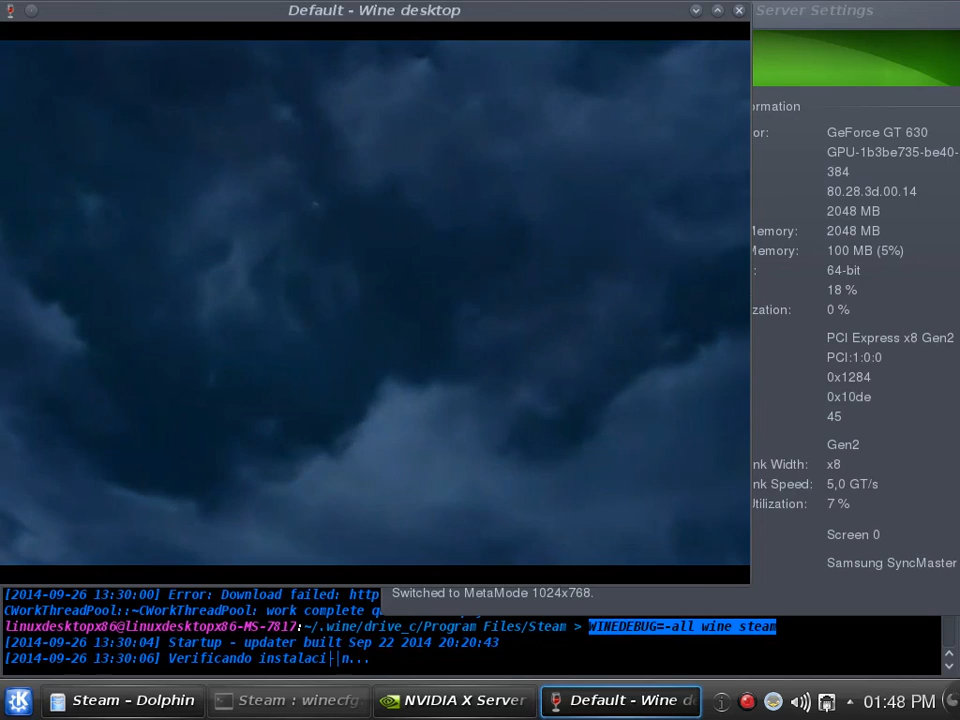 Default - Wine desktop
Server Settings
ormation
or: GeForce GT 630
GPU-1b3be735-be40-
384
80.28.3d.00.14
2048 MB
Memory: 2048 MB
Memory: 100 MB (5%)
: 64-bit
18 %
zation: 0 %
PCI Express x8 Gen2
PCI:1:0:0
0x1284
0x10de
45
Gen2
nk Width: x8
nk Speed: 5,0 GT/s
Utilization: 7 %
Screen 0
Samsung SyncMaster
Switched to MetaMode 1024x768.
[2014-09-26 13:30:00] Error: Download failed: http
CWorkThreadPool::~CWorkThreadPool: work complete q
linuxdesktopx86@linuxdesktopx86-MS-7817:~/.wine/drive_c/Program Files/Steam > WINEDEBUG=-all wine steam
[2014-09-26 13:30:04] Startup - updater built Sep 22 2014 20:20:43
[2014-09-26 13:30:06] Verificando instalaci├│n...
Steam - Dolphin
Steam : winecfg
NVIDIA X Server
Default - Wine de
01:48 PM